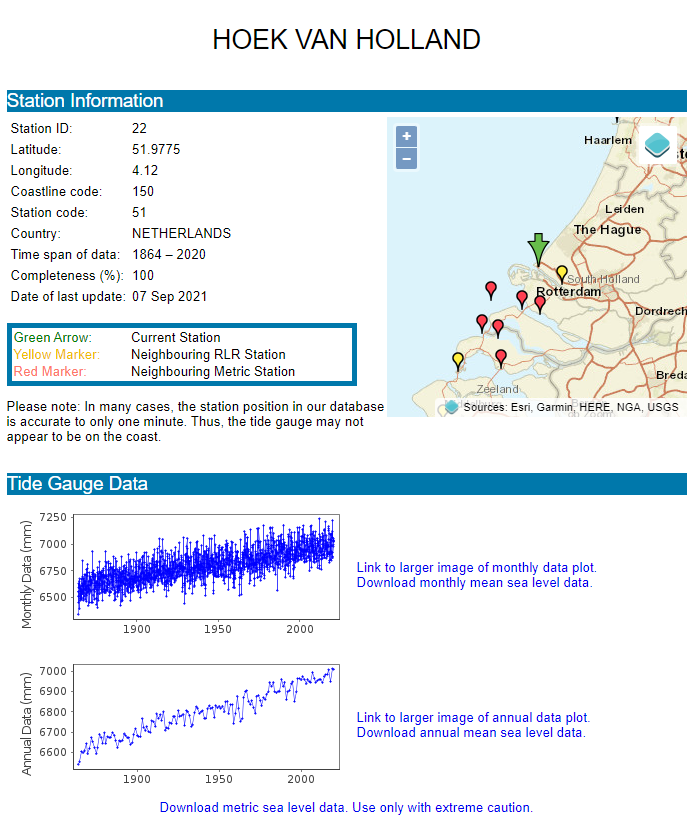 HOEK VAN HOLLAND
Station Information
Station ID: 22
Latitude: 51.9775
Longitude: 4.12
Coastline code: 150
Station code: 51
Country: NETHERLANDS
Time span of data: 1864 – 2020
Completeness (%): 100
Date of last update: 07 Sep 2021
Green Arrow: Current Station
Yellow Marker: Neighbouring RLR Station
Red Marker: Neighbouring Metric Station
Please note: In many cases, the station position in our database
is accurate to only one minute. Thus, the tide gauge may not
appear to be on the coast.
+
−
Haarlem
Leiden
The Hague
South Holland
Rotterdam
Dordrech
Breda
Zeeland
Sources: Esri, Garmin, HERE, NGA, USGS
Tide Gauge Data
Monthly Data (mm)
7250
7000
6750
6500
1900 1950 2000
Link to larger image of monthly data plot.
Download monthly mean sea level data.
Annual Data (mm)
7000
6900
6800
6700
6600
1900 1950 2000
Link to larger image of annual data plot.
Download annual mean sea level data.
Download metric sea level data. Use only with extreme caution.